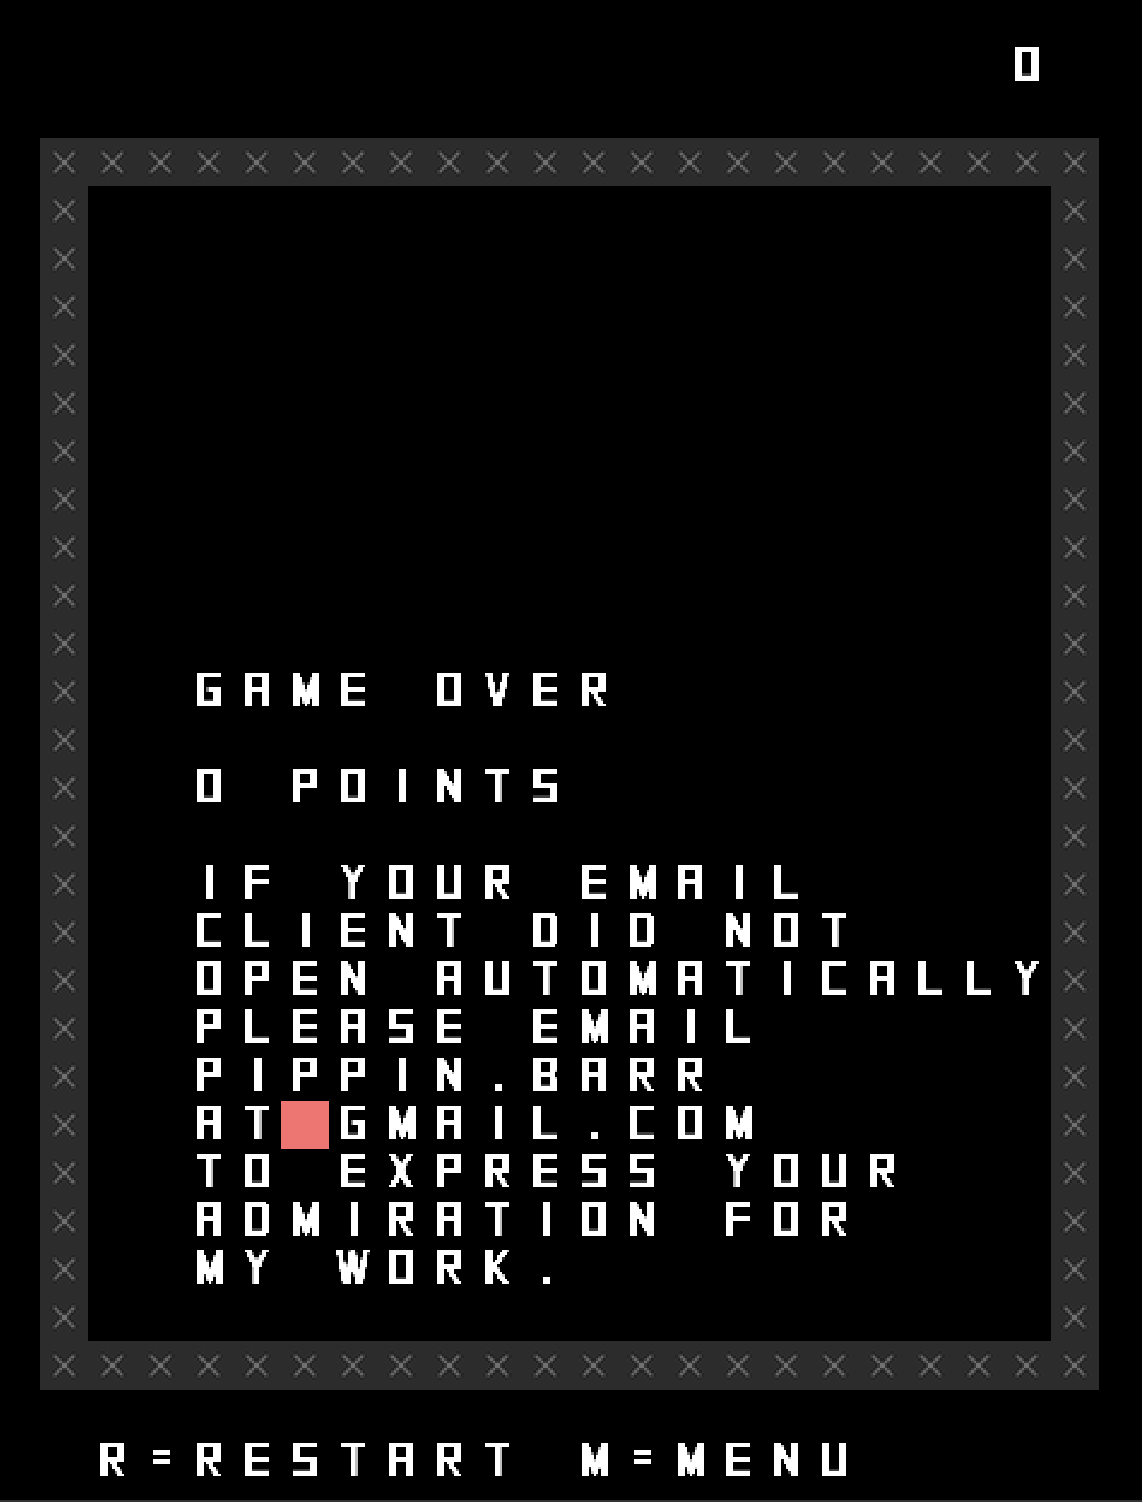 0
GAME OVER
0 POINTS
IF YOUR EMAIL
CLIENT DID NOT
OPEN AUTOMATICALLY
PLEASE EMAIL
PIPPIN.BARR
AT GMAIL.COM
TO EXPRESS YOUR
ADMIRATION FOR
MY WORK.
R=RESTART M=MENU